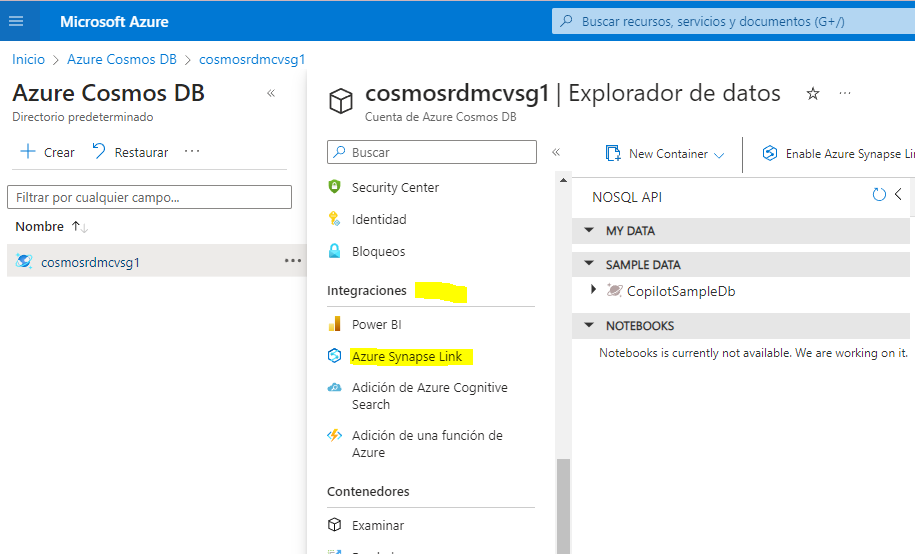 Microsoft Azure
Buscar recursos, servicios y documentos (G+/)
Inicio > Azure Cosmos DB > cosmosrdmcvsg1
Azure Cosmos DB
Directorio predeterminado
Crear
Restaurar
Filtrar por cualquier campo...
Nombre
cosmosrdmcvsg1
cosmosrdmcvsg1 | Explorador de datos
Cuenta de Azure Cosmos DB
Buscar
Security Center
Identidad
Bloqueos
Integraciones
Power BI
Azure Synapse Link
Adición de Azure Cognitive
Search
Adición de una función de
Azure
Contenedores
Examinar
New Container
Enable Azure Synapse Li
NOSQL API
MY DATA
SAMPLE DATA
CopilotSampleDb
NOTEBOOKS
Notebooks is currently not available. We are working on it.